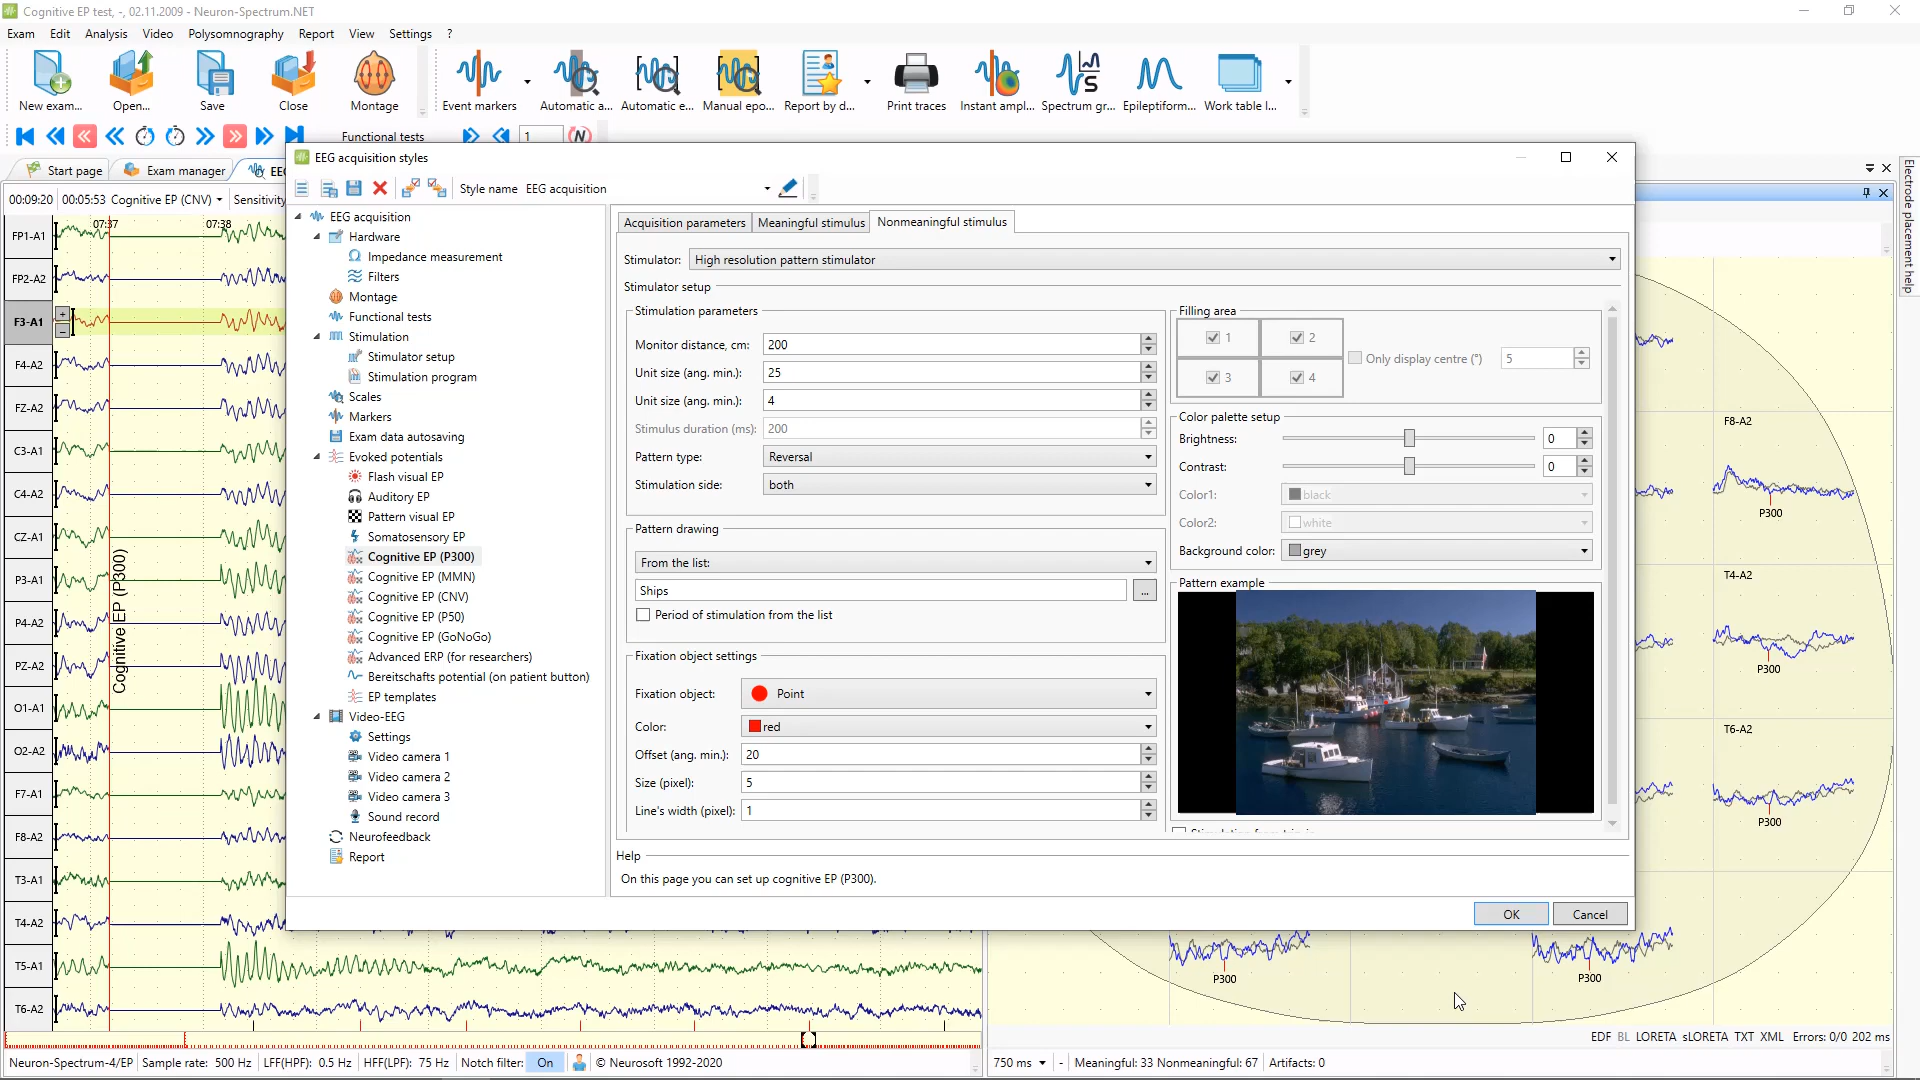 Cognitive EP test, -, 02.11.2009 - Neuron-Spectrum.NET
Exam Edit Analysis Video Polysomnography Report View Settings ?
New exam... Open... Save Close Montage Event markers Automatic a... Automatic e... Manual epo... Report by d... Print traces Instant ampl... Spectrum gr... Epileptiform... Work table l...
Functional tests 1 N
Start page Exam manager EE
00:09:20 00:05:53 Cognitive EP (CNV) Sensitivity
07:37 07:38
FP1-A1
FP2-A2
F3-A1
F4-A2
FZ-A2
C3-A1
C4-A2
CZ-A1
P3-A1
P4-A2
PZ-A2
O1-A1
O2-A2
F7-A1
F8-A2
T3-A1
T4-A2
T5-A1
T6-A2
Cognitive EP (P300)
EEG acquisition styles
Style name EEG acquisition
EEG acquisition
Hardware
Impedance measurement
Filters
Montage
Functional tests
Stimulation
Stimulator setup
Stimulation program
Scales
Markers
Exam data autosaving
Evoked potentials
Flash visual EP
Auditory EP
Pattern visual EP
Somatosensory EP
Cognitive EP (P300)
Cognitive EP (MMN)
Cognitive EP (CNV)
Cognitive EP (P50)
Cognitive EP (GoNoGo)
Advanced ERP (for researchers)
Bereitschafts potential (on patient button)
EP templates
Video-EEG
Settings
Video camera 1
Video camera 2
Video camera 3
Sound record
Neurofeedback
Report
Acquisition parameters Meaningful stimulus Nonmeaningful stimulus
Stimulator: High resolution pattern stimulator
Stimulator setup
Stimulation parameters
Monitor distance, cm: 200
Unit size (ang. min.): 25
Unit size (ang. min.): 4
Stimulus duration (ms): 200
Pattern type: Reversal
Stimulation side: both
Pattern drawing
From the list:
Ships ...
Period of stimulation from the list
Fixation object settings
Fixation object: Point
Color: red
Offset (ang. min.): 20
Size (pixel): 5
Line's width (pixel): 1
Filling area
1 2
3 4
Only display centre (°) 5
Color palette setup
Brightness: 0
Contrast: 0
Color1: black
Color2: white
Background color: grey
Pattern example
Help
On this page you can set up cognitive EP (P300).
OK Cancel
Electrode placement help
F8-A2
P300
T4-A2
P300
T6-A2
P300
P300
P300
EDF BL LORETA sLORETA TXT XML Errors: 0/0 202 ms
Neuron-Spectrum-4/EP Sample rate: 500 Hz LFF(HPF): 0.5 Hz HFF(LPF): 75 Hz Notch filter: On © Neurosoft 1992-2020
750 ms - Meaningful: 33 Nonmeaningful: 67 Artifacts: 0